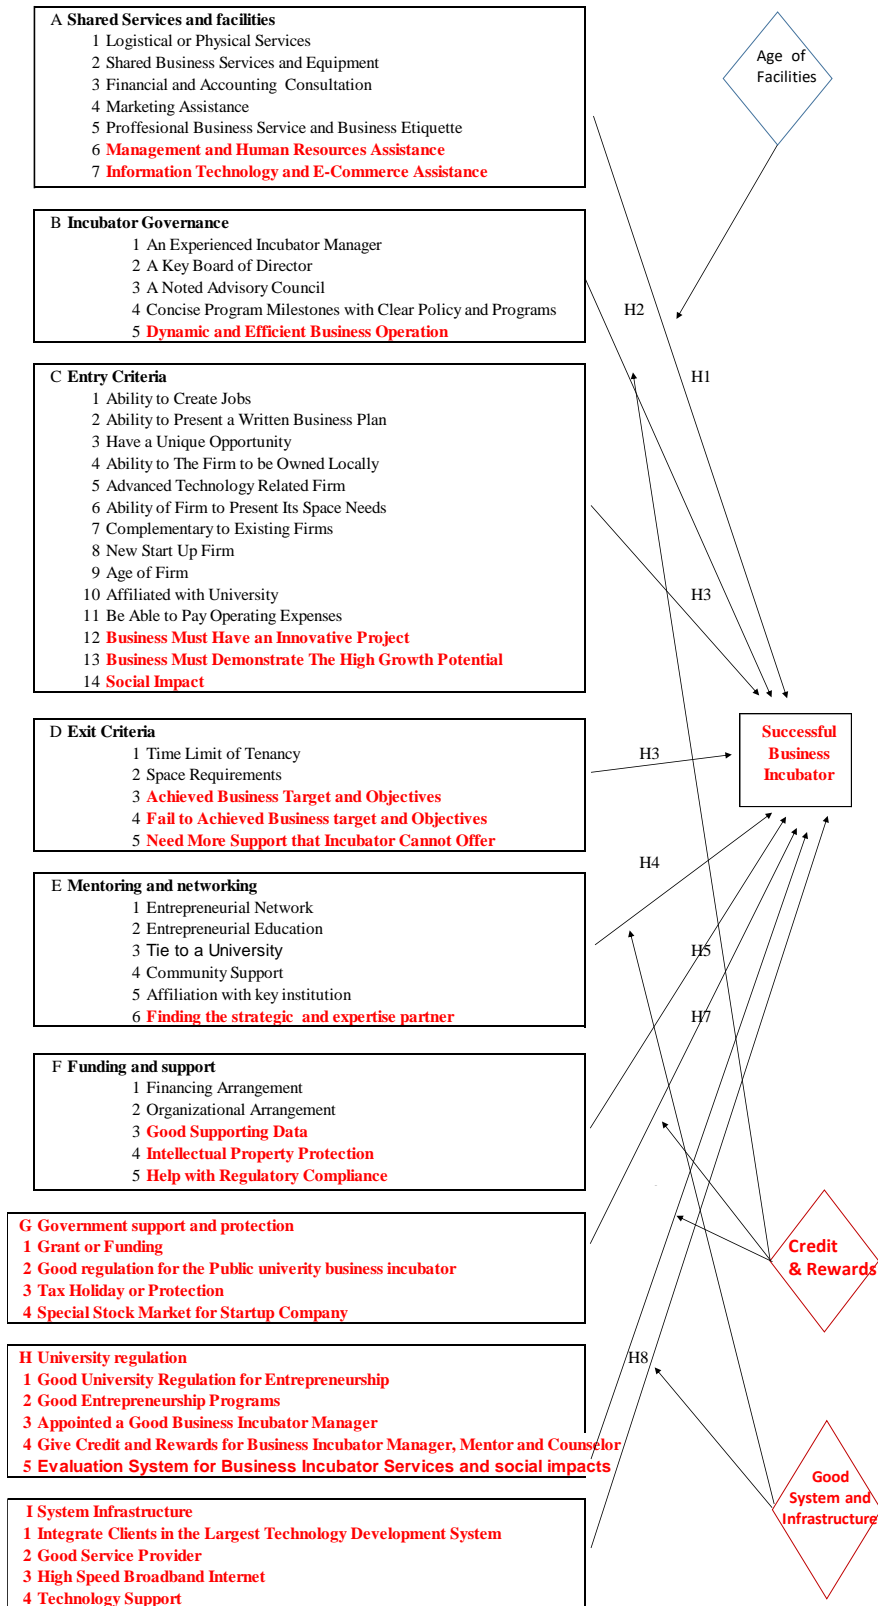 A Shared Services and facilities
1 Logistical or Physical Services
2 Shared Business Services and Equipment
3 Financial and Accounting Consultation
4 Marketing Assistance
5 Proffesional Business Service and Business Etiquette
6 Management and Human Resources Assistance
7 Information Technology and E-Commerce Assistance
Age of
Facilities
B Incubator Governance
1 An Experienced Incubator Manager
2 A Key Board of Director
3 A Noted Advisory Council
4 Concise Program Milestones with Clear Policy and Programs
5 Dynamic and Efficient Business Operation
H2
H1
C Entry Criteria
1 Ability to Create Jobs
2 Ability to Present a Written Business Plan
3 Have a Unique Opportunity
4 Ability to The Firm to be Owned Locally
5 Advanced Technology Related Firm
6 Ability of Firm to Present Its Space Needs
7 Complementary to Existing Firms
8 New Start Up Firm
9 Age of Firm
10 Affiliated with University
11 Be Able to Pay Operating Expenses
12 Business Must Have an Innovative Project
13 Business Must Demonstrate The High Growth Potential
14 Social Impact
H3
Successful
Business
Incubator
D Exit Criteria
1 Time Limit of Tenancy
2 Space Requirements
3 Achieved Business Target and Objectives
4 Fail to Achieved Business target and Objectives
5 Need More Support that Incubator Cannot Offer
H3
E Mentoring and networking
1 Entrepreneurial Network
2 Entrepreneurial Education
3 Tie to a University
4 Community Support
5 Affiliation with key institution
6 Finding the strategic and expertise partner
H4
H5
H7
F Funding and support
1 Financing Arrangement
2 Organizational Arrangement
3 Good Supporting Data
4 Intellectual Property Protection
5 Help with Regulatory Compliance
G Government support and protection
1 Grant or Funding
2 Good regulation for the Public univerity business incubator
3 Tax Holiday or Protection
4 Special Stock Market for Startup Company
Credit
& Rewards
H University regulation
1 Good University Regulation for Entrepreneurship
2 Good Entrepreneurship Programs
3 Appointed a Good Business Incubator Manager
4 Give Credit and Rewards for Business Incubator Manager, Mentor and Counselor
5 Evaluation System for Business Incubator Services and social impacts
H8
Good
System and
Infrastructure
I System Infrastructure
1 Integrate Clients in the Largest Technology Development System
2 Good Service Provider
3 High Speed Broadband Internet
4 Technology Support